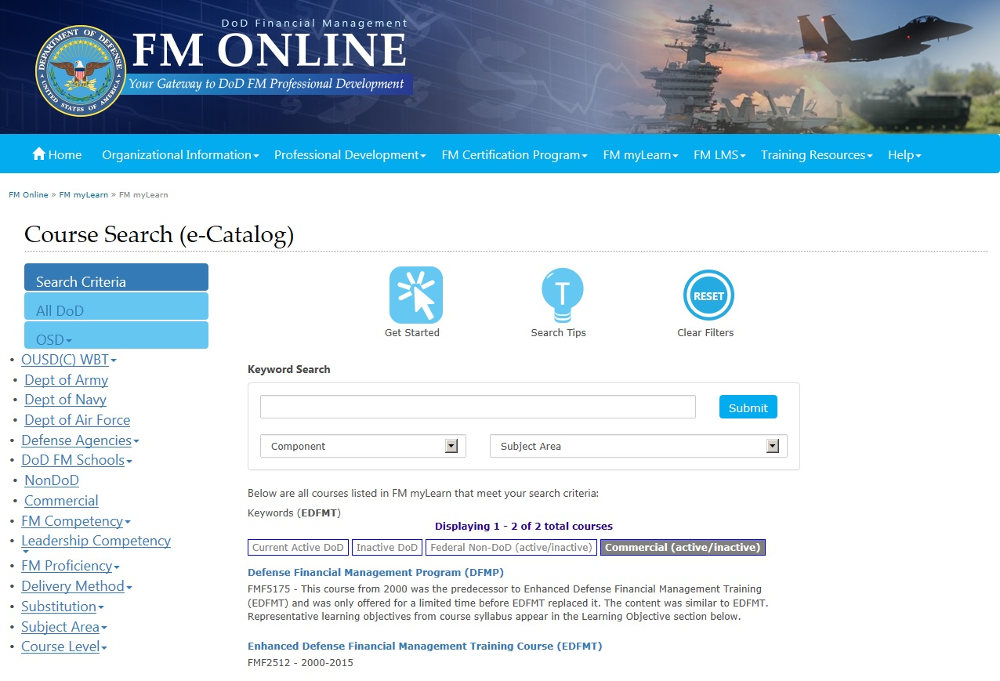 DoD Financial Management
FM ONLINE
Your Gateway to DoD FM Professional Development
DEPARTMENT OF DEFENSE
UNITED STATES OF AMERICA
Home Organizational Information Professional Development FM Certification Program FM myLearn FM LMS Training Resources Help
FM Online » FM myLearn » FM myLearn
Course Search (e-Catalog)
Search Criteria
All DoD
OSD
• OUSD(C) WBT
• Dept of Army
• Dept of Navy
• Dept of Air Force
• Defense Agencies
• DoD FM Schools
• NonDoD
• Commercial
• FM Competency
• Leadership Competency
• FM Proficiency
• Delivery Method
• Substitution
• Subject Area
• Course Level
T RESET
Get Started Search Tips Clear Filters
Keyword Search
Submit
Component Subject Area
Below are all courses listed in FM myLearn that meet your search criteria:
Keywords (EDFMT)
Displaying 1 - 2 of 2 total courses
Current Active DoD Inactive DoD Federal Non-DoD (active/inactive) Commercial (active/inactive)
Defense Financial Management Program (DFMP)
FMF5175 - This course from 2000 was the predecessor to Enhanced Defense Financial Management Training
(EDFMT) and was only offered for a limited time before EDFMT replaced it. The content was similar to EDFMT.
Representative learning objectives from course syllabus appear in the Learning Objective section below.
Enhanced Defense Financial Management Training Course (EDFMT)
FMF2512 - 2000-2015